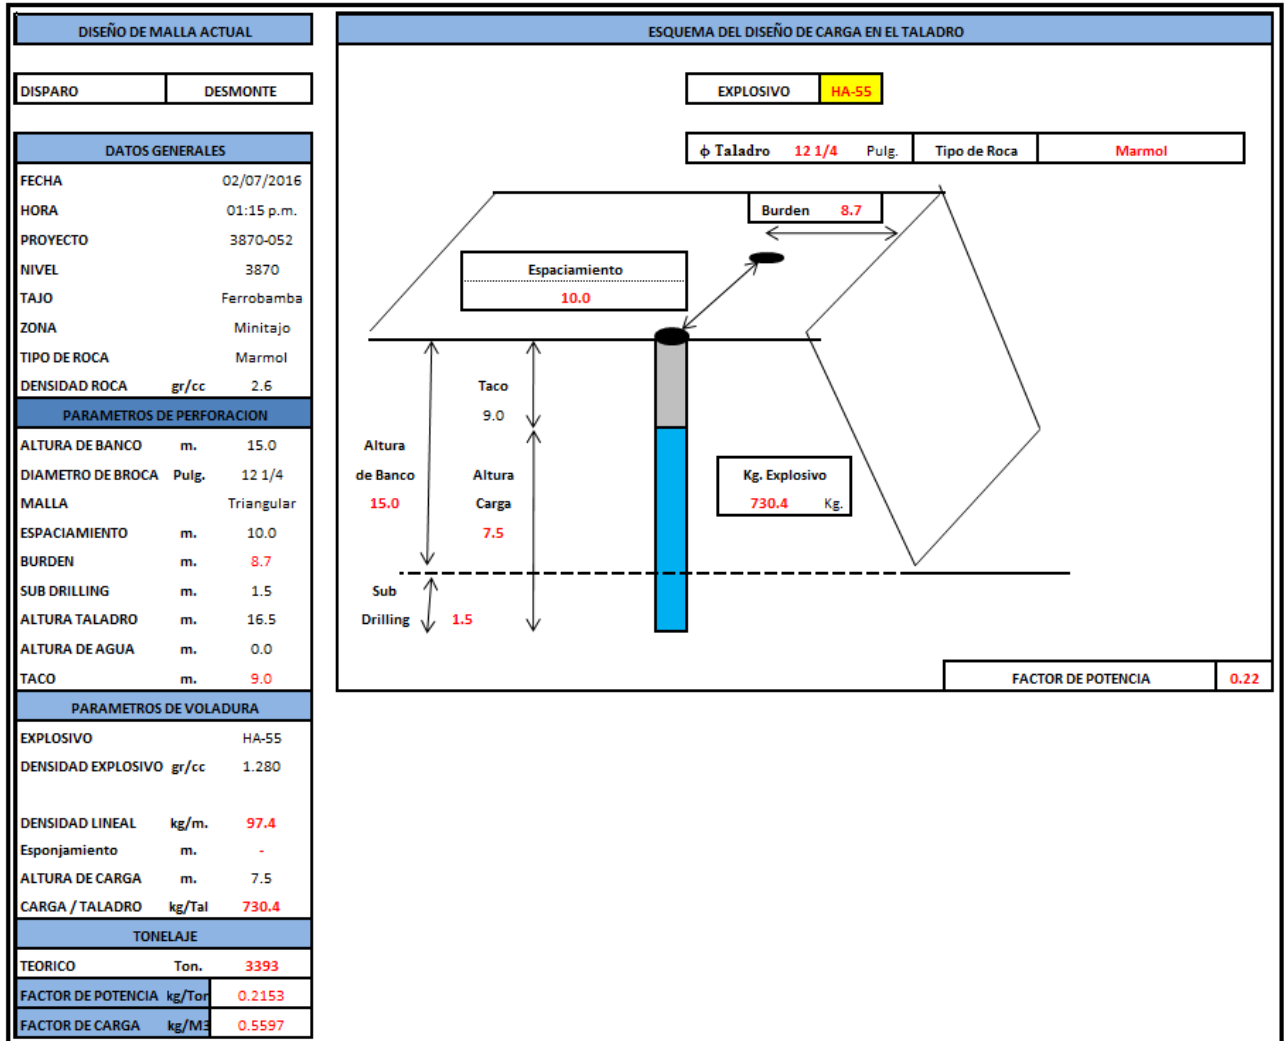 DISEÑO DE MALLA ACTUAL
DISPARO DESMONTE
DATOS GENERALES
FECHA 02/07/2016
HORA 01:15 p.m.
PROYECTO 3870-052
NIVEL 3870
TAJO Ferrobamba
ZONA Minitajo
TIPO DE ROCA Marmol
DENSIDAD ROCA gr/cc 2.6
PARAMETROS DE PERFORACION
ALTURA DE BANCO m. 15.0
DIAMETRO DE BROCA Pulg. 12 1/4
MALLA Triangular
ESPACIAMIENTO m. 10.0
BURDEN m. 8.7
SUB DRILLING m. 1.5
ALTURA TALADRO m. 16.5
ALTURA DE AGUA m. 0.0
TACO m. 9.0
PARAMETROS DE VOLADURA
EXPLOSIVO HA-55
DENSIDAD EXPLOSIVO gr/cc 1.280
DENSIDAD LINEAL kg/m. 97.4
Esponjamiento m. -
ALTURA DE CARGA m. 7.5
CARGA / TALADRO kg/Tal 730.4
TONELAJE
TEORICO Ton. 3393
FACTOR DE POTENCIA kg/Ton 0.2153
FACTOR DE CARGA kg/M3 0.5597
ESQUEMA DEL DISEÑO DE CARGA EN EL TALADRO
EXPLOSIVO HA-55
ϕ Taladro 12 1/4 Pulg. Tipo de Roca Marmol
Burden 8.7
Espaciamiento
10.0
Taco
9.0
Altura
de Banco
15.0
Altura
Carga
7.5
Kg. Explosivo
730.4 Kg.
Sub
Drilling 1.5
FACTOR DE POTENCIA 0.22